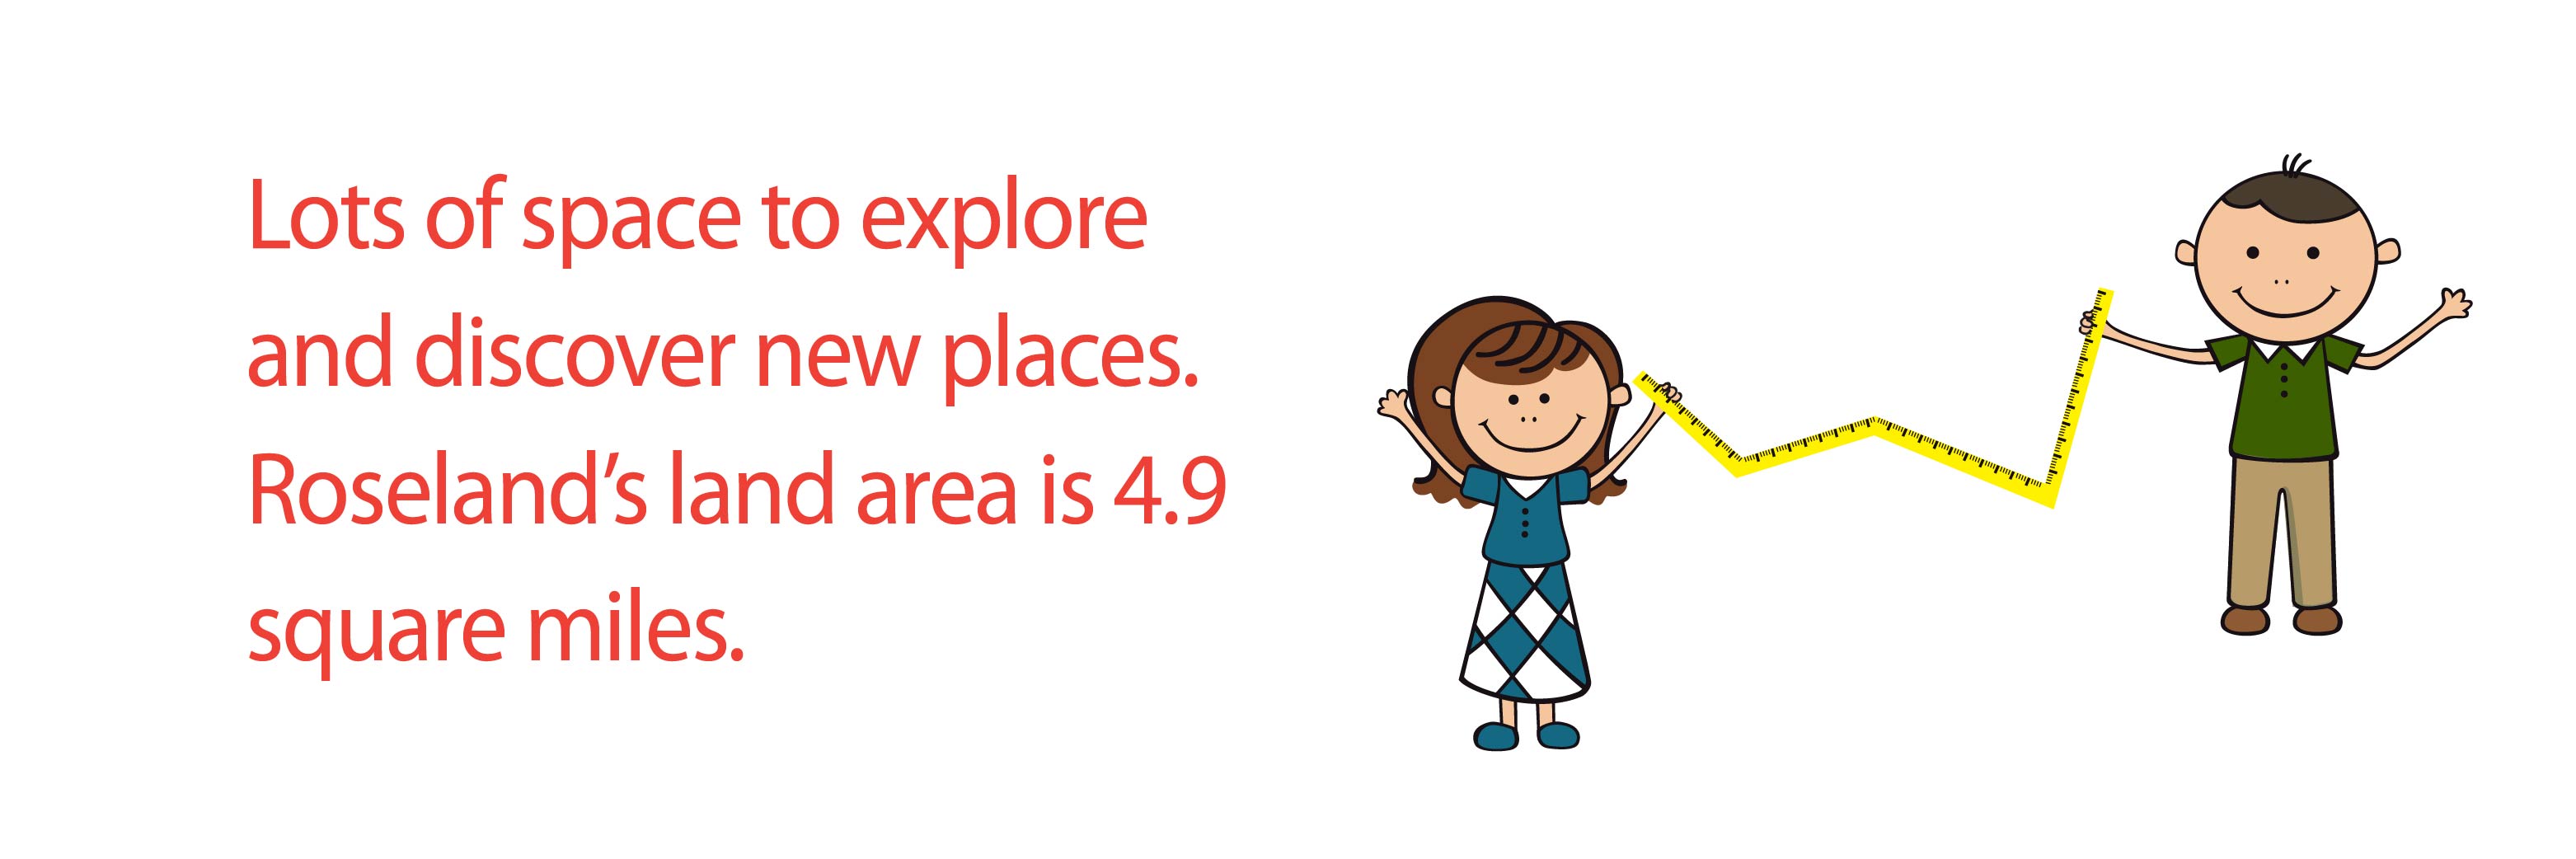 Lots of space to explore
and discover new places.
Roseland’s land area is 4.9
square miles.